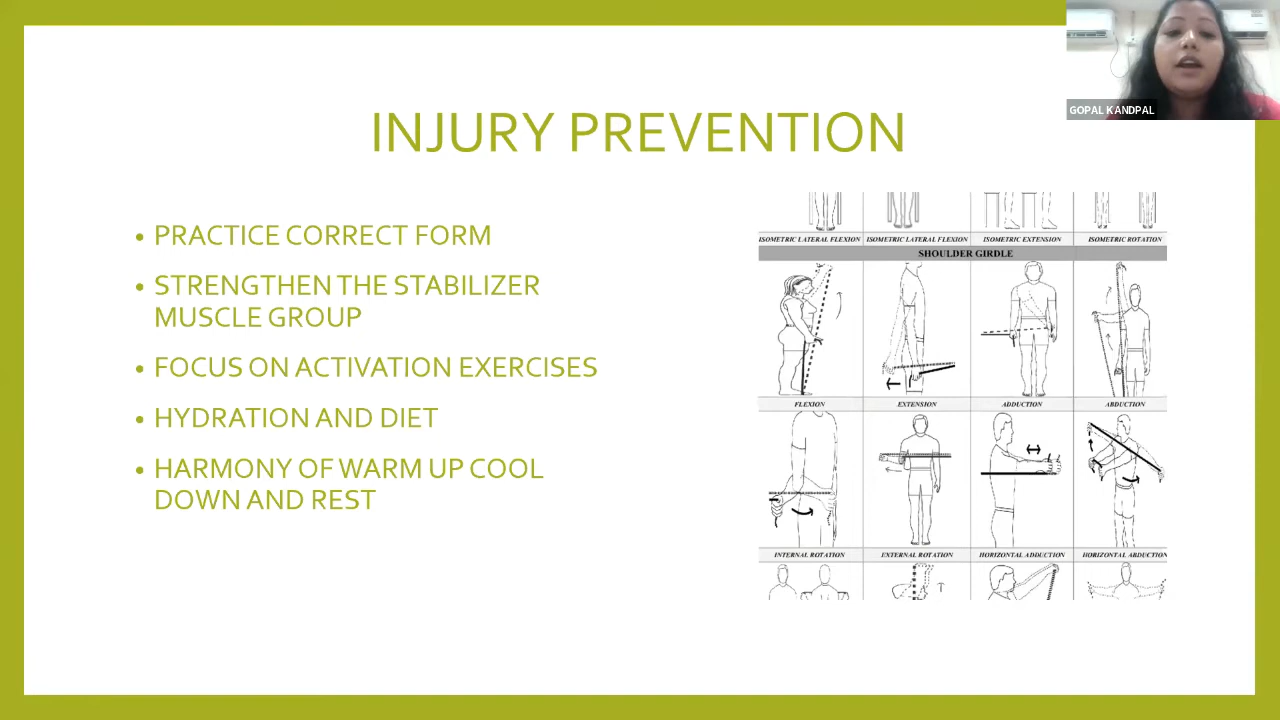 GOPAL KANDPAL
INJURY PREVENTION
• PRACTICE CORRECT FORM
• STRENGTHEN THE STABILIZER
MUSCLE GROUP
• FOCUS ON ACTIVATION EXERCISES
• HYDRATION AND DIET
• HARMONY OF WARM UP COOL
DOWN AND REST
ISOMETRIC LATERAL FLEXION ISOMETRIC LATERAL FLEXION ISOMETRIC EXTENSION ISOMETRIC ROTATION
SHOULDER GIRDLE
FLEXION EXTENSION ADDUCTION ABDUCTION
INTERNAL ROTATION EXTERNAL ROTATION HORIZONTAL ADDUCTION HORIZONTAL ABDUCTION